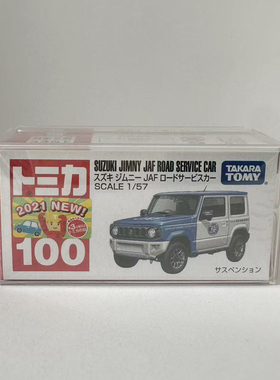 トミカ
2021 NEW!
100
SUZUKI JIMNY JAF ROAD SERVICE CAR
スズキ ジムニー JAF ロードサービスカー
SCALE 1/57
TAKARA
TOMY
サスペンション